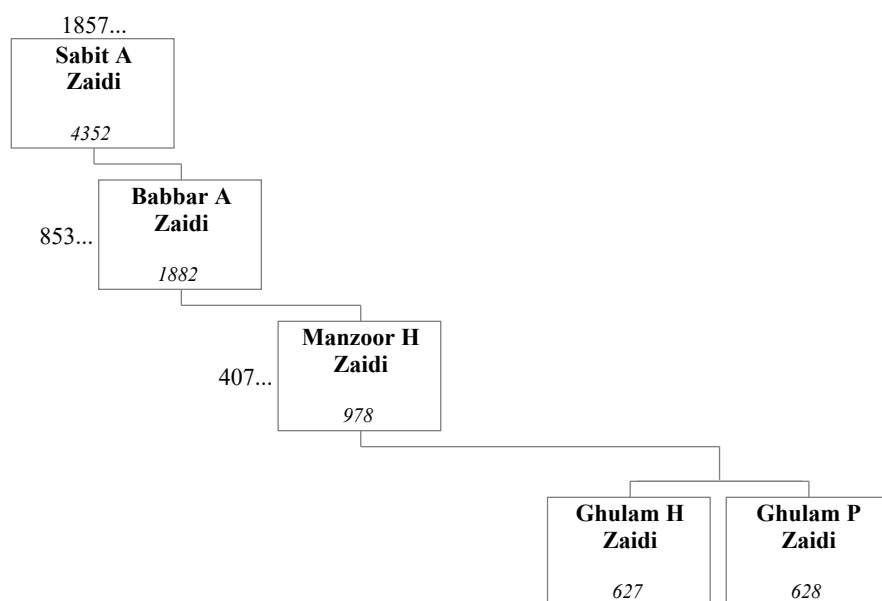 1857...
Sabit A
Zaidi
4352
Babbar A
Zaidi
853...
1882
Manzoor H
Zaidi
407...
978
Ghulam H
Zaidi
627
Ghulam P
Zaidi
628